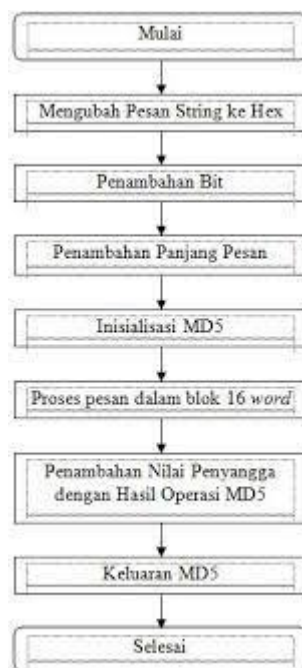 Mulai
Mengubah Pesan String ke Hex
Penambahan Bit
Penambahan Panjang Pesan
Inisialisasi MD5
Proses pesan dalam blok 16 word
Penambahan Nilai Penyangga
dengan Hasil Operasi MD5
Keluaran MD5
Selesai